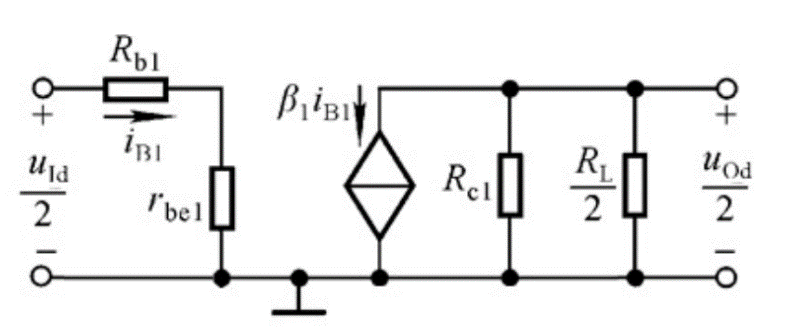 R_b1
+
i_B1
u_Id
2
−
r_be1
β_1 i_B1
R_c1
R_L
2
+
u_Od
2
−